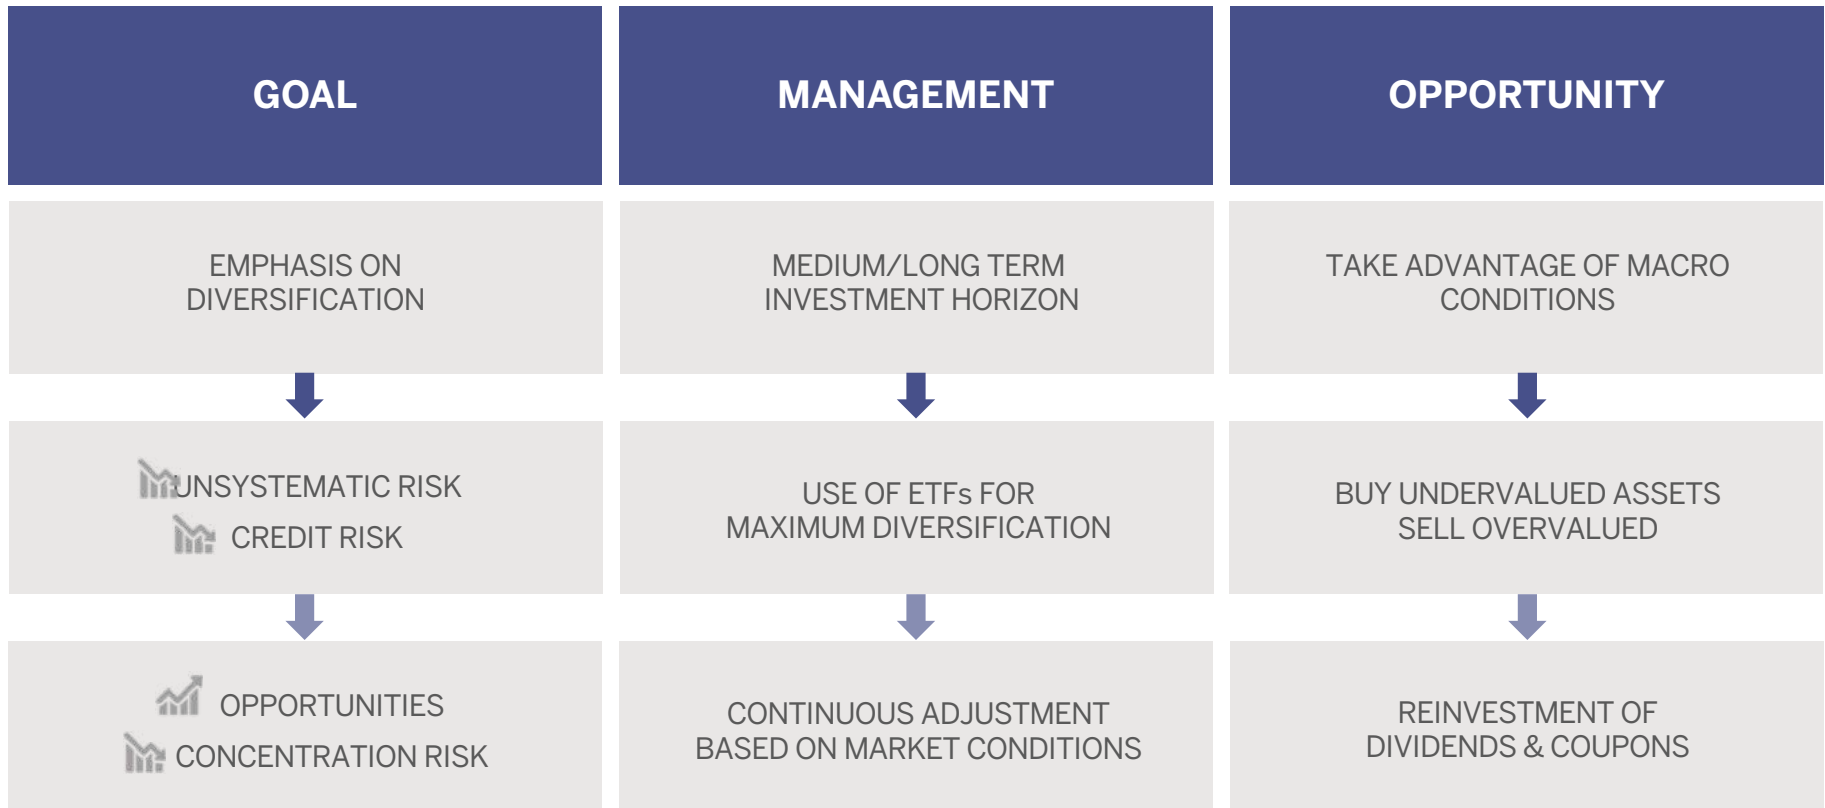 GOAL
EMPHASIS ON
DIVERSIFICATION
UNSYSTEMATIC RISK
CREDIT RISK
OPPORTUNITIES
CONCENTRATION RISK
MANAGEMENT
MEDIUM/LONG TERM
INVESTMENT HORIZON
USE OF ETFs FOR
MAXIMUM DIVERSIFICATION
CONTINUOUS ADJUSTMENT
BASED ON MARKET CONDITIONS
OPPORTUNITY
TAKE ADVANTAGE OF MACRO
CONDITIONS
BUY UNDERVALUED ASSETS
SELL OVERVALUED
REINVESTMENT OF
DIVIDENDS & COUPONS